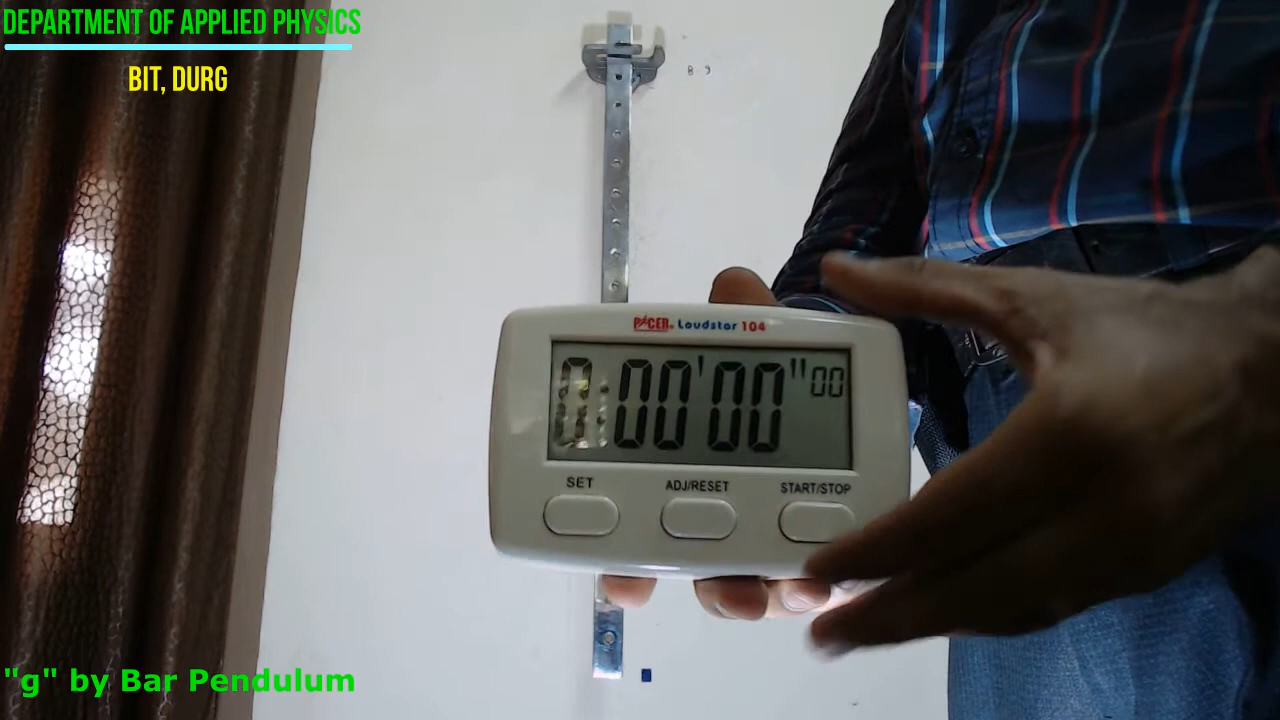 DEPARTMENT OF APPLIED PHYSICS
BIT, DURG
PACER. Loudstar 104
0: 00'00"00
SET ADJ/RESET START/STOP
"g" by Bar Pendulum